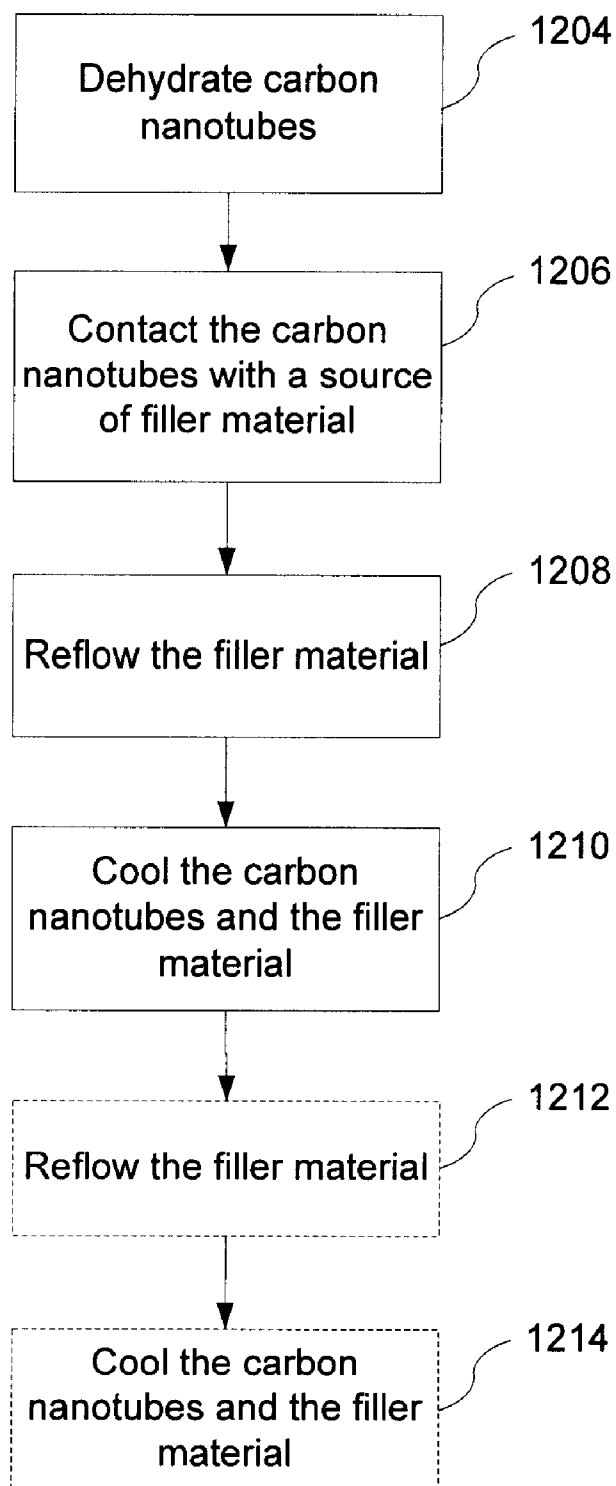 1204
Dehydrate carbon
nanotubes
1206
Contact the carbon
nanotubes with a source
of filler material
1208
Reflow the filler material
1210
Cool the carbon
nanotubes and the filler
material
1212
Reflow the filler material
1214
Cool the carbon
nanotubes and the filler
material